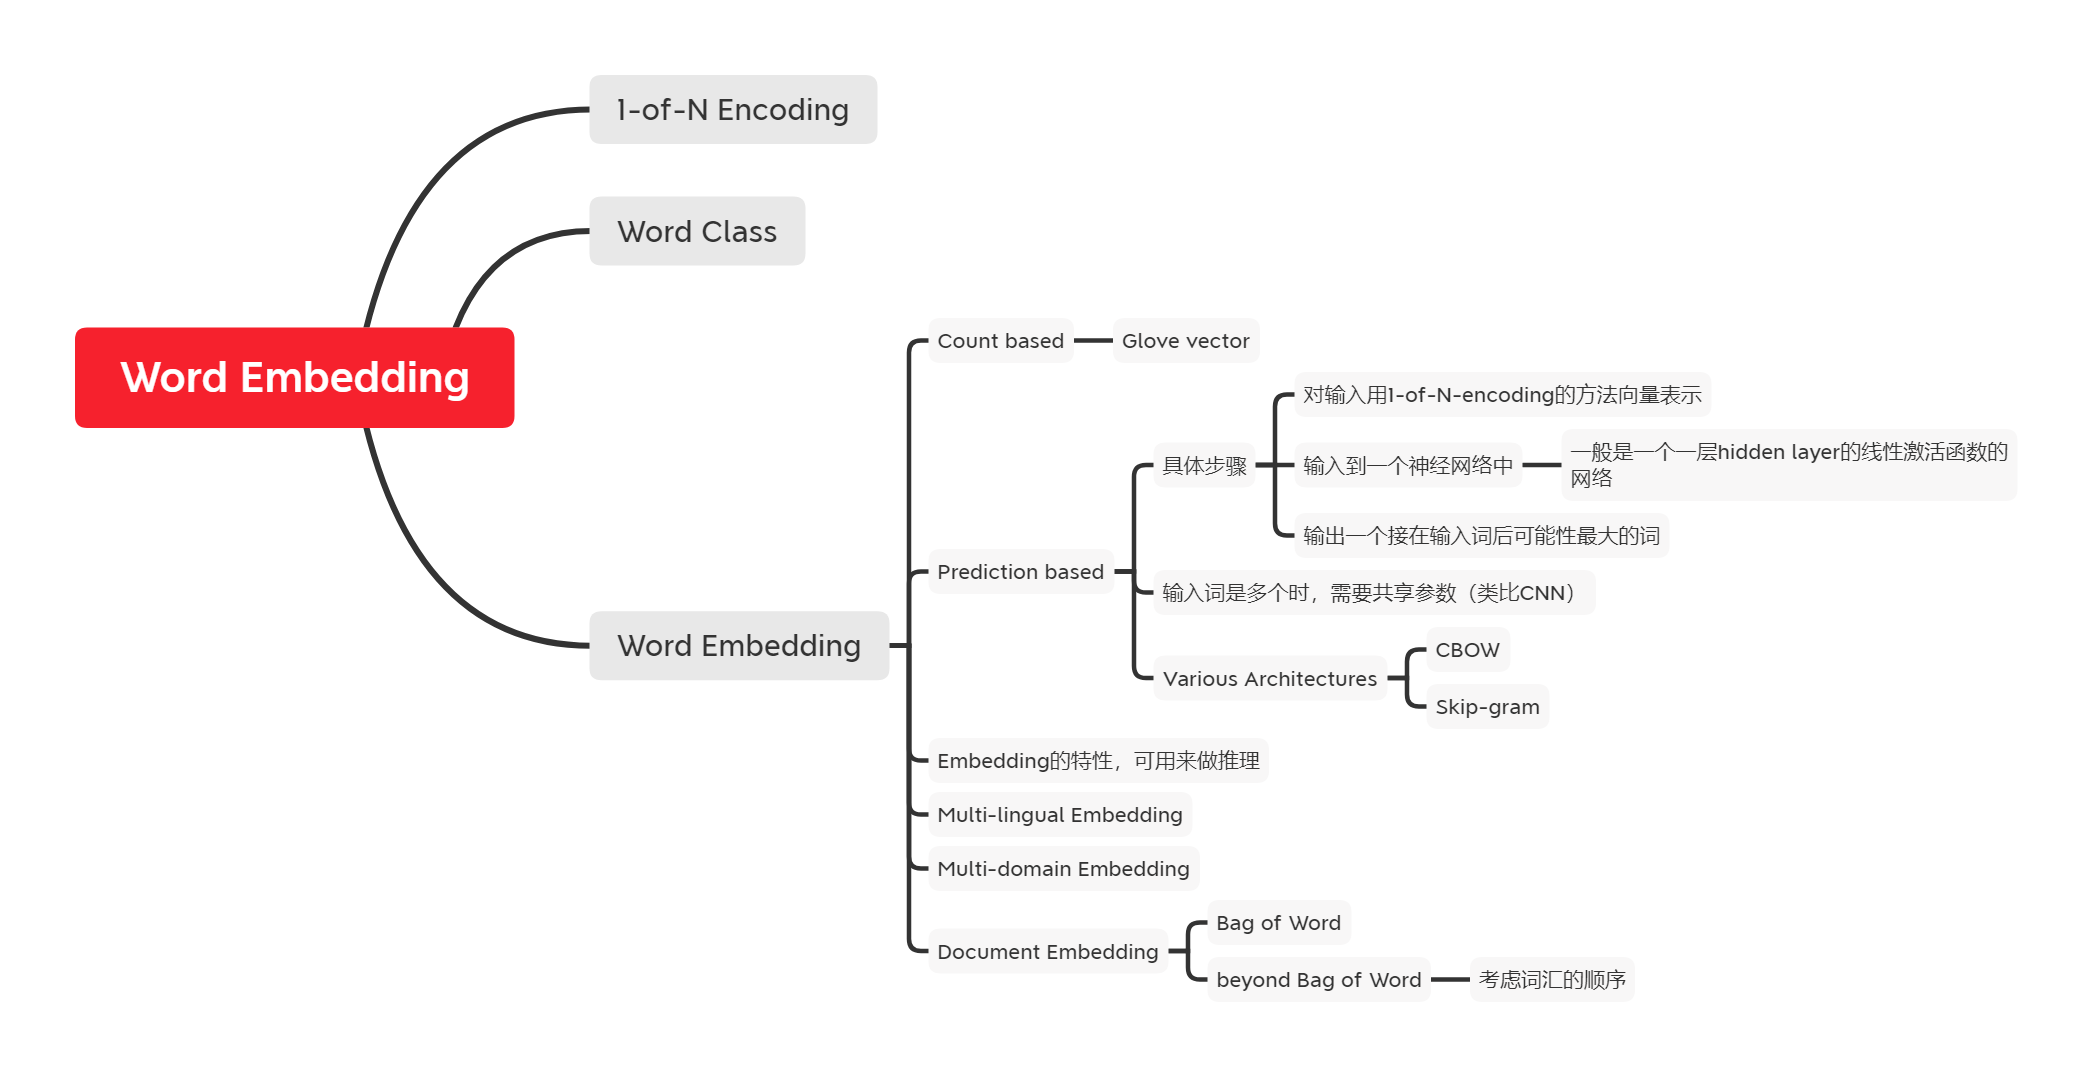 1-of-N Encoding
Word Class
Word Embedding
Count based
Glove vector
对输入用1-of-N-encoding的方法向量表示
具体步骤
输入到一个神经网络中
一般是一个一层hidden layer的线性激活函数的
网络
输出一个接在输入词后可能性最大的词
Prediction based
输入词是多个时，需要共享参数（类比CNN）
Various Architectures
CBOW
Skip-gram
Word Embedding
Embedding的特性，可用来做推理
Multi-lingual Embedding
Multi-domain Embedding
Document Embedding
Bag of Word
beyond Bag of Word
考虑词汇的顺序